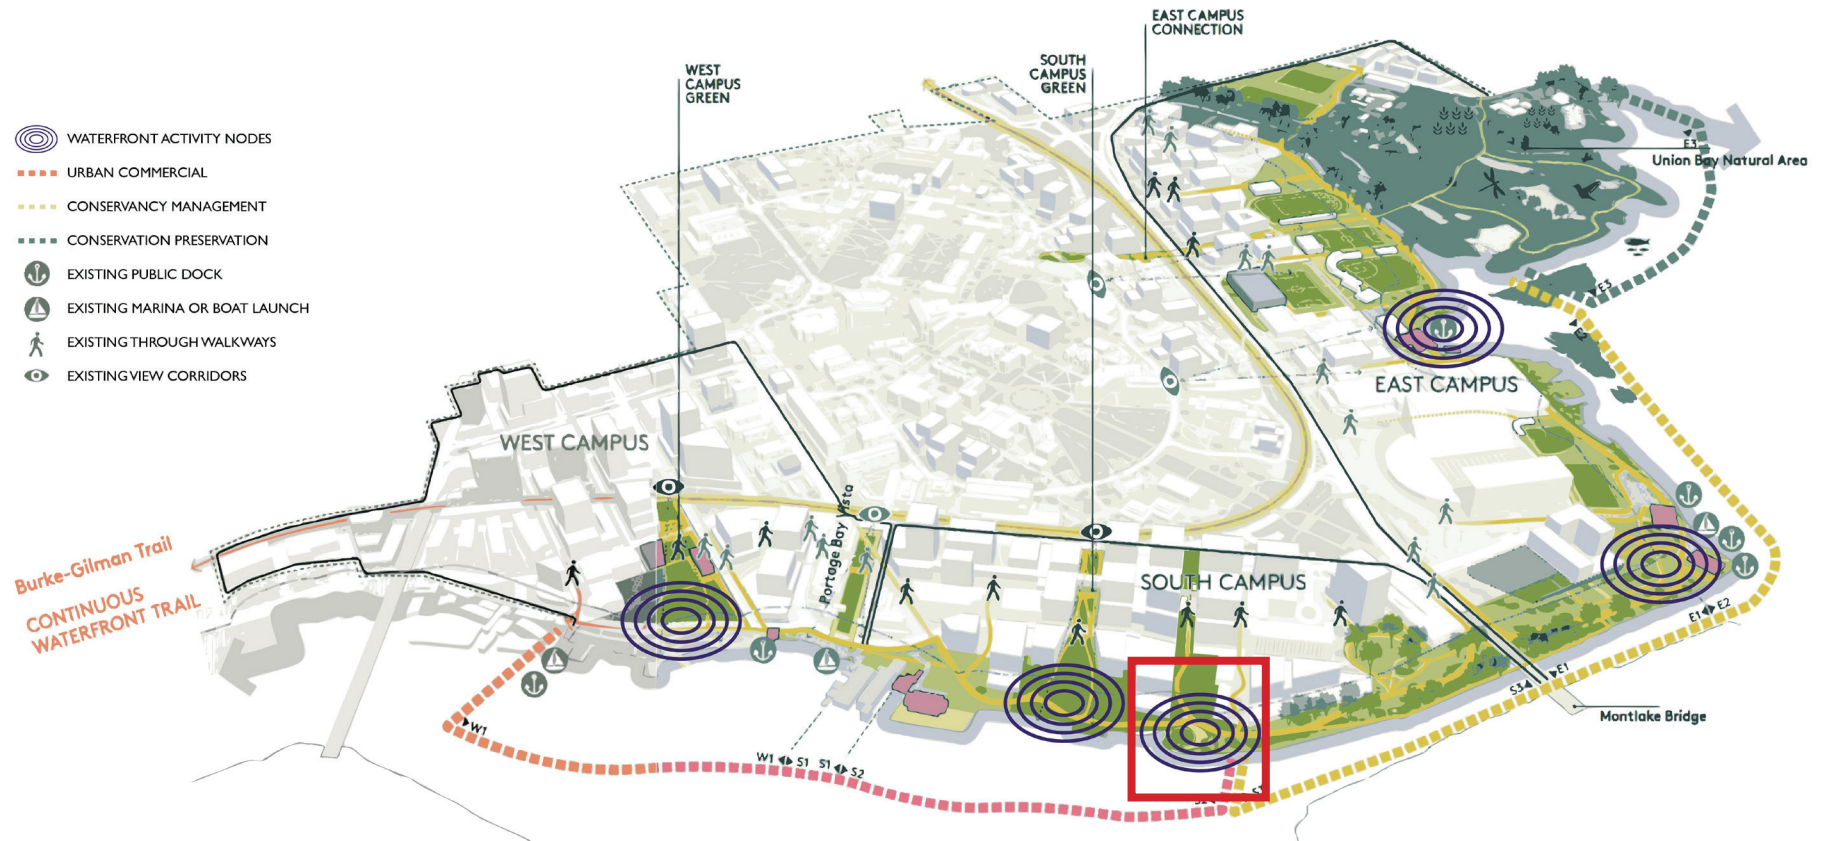 EAST CAMPUS
CONNECTION
SOUTH
CAMPUS
GREEN
WEST
CAMPUS
GREEN
WATERFRONT ACTIVITY NODES
URBAN COMMERCIAL
CONSERVANCY MANAGEMENT
CONSERVATION PRESERVATION
EXISTING PUBLIC DOCK
EXISTING MARINA OR BOAT LAUNCH
EXISTING THROUGH WALKWAYS
EXISTING VIEW CORRIDORS
E3
Union Bay Natural Area
E3
E2
EAST CAMPUS
WEST CAMPUS
Portage Bay Vista
SOUTH CAMPUS
Burke-Gilman Trail
CONTINUOUS
WATERFRONT TRAIL
E1 E2
S3 E1
Montlake Bridge
W1
W1 S1 S1 S2